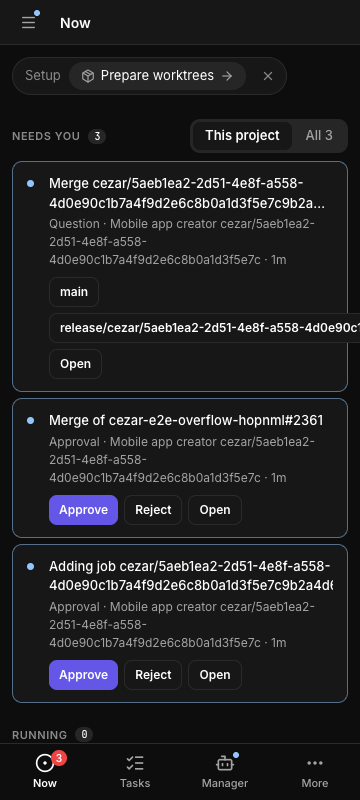 Now
Setup Prepare worktrees
NEEDS YOU 3 This project All 3
Merge cezar/5aeb1ea2-2d51-4e8f-a558-
4d0e90c1b7a4f9d2e6c8b0a1d3f5e7c9b2a...
Question · Mobile app creator cezar/5aeb1ea2-
2d51-4e8f-a558-
4d0e90c1b7a4f9d2e6c8b0a1d3f5e7c · 1m
main
release/cezar/5aeb1ea2-2d51-4e8f-a558-4d0e90c1
Open
Merge of cezar-e2e-overflow-hopnml#2361
Approval · Mobile app creator cezar/5aeb1ea2-
2d51-4e8f-a558-
4d0e90c1b7a4f9d2e6c8b0a1d3f5e7c · 1m
Approve Reject Open
Adding job cezar/5aeb1ea2-2d51-4e8f-a558-
4d0e90c1b7a4f9d2e6c8b0a1d3f5e7c9b2a4d6
Approval · Mobile app creator cezar/5aeb1ea2-
2d51-4e8f-a558-
4d0e90c1b7a4f9d2e6c8b0a1d3f5e7c · 1m
Approve Reject Open
RUNNING 0
3
Now Tasks Manager More